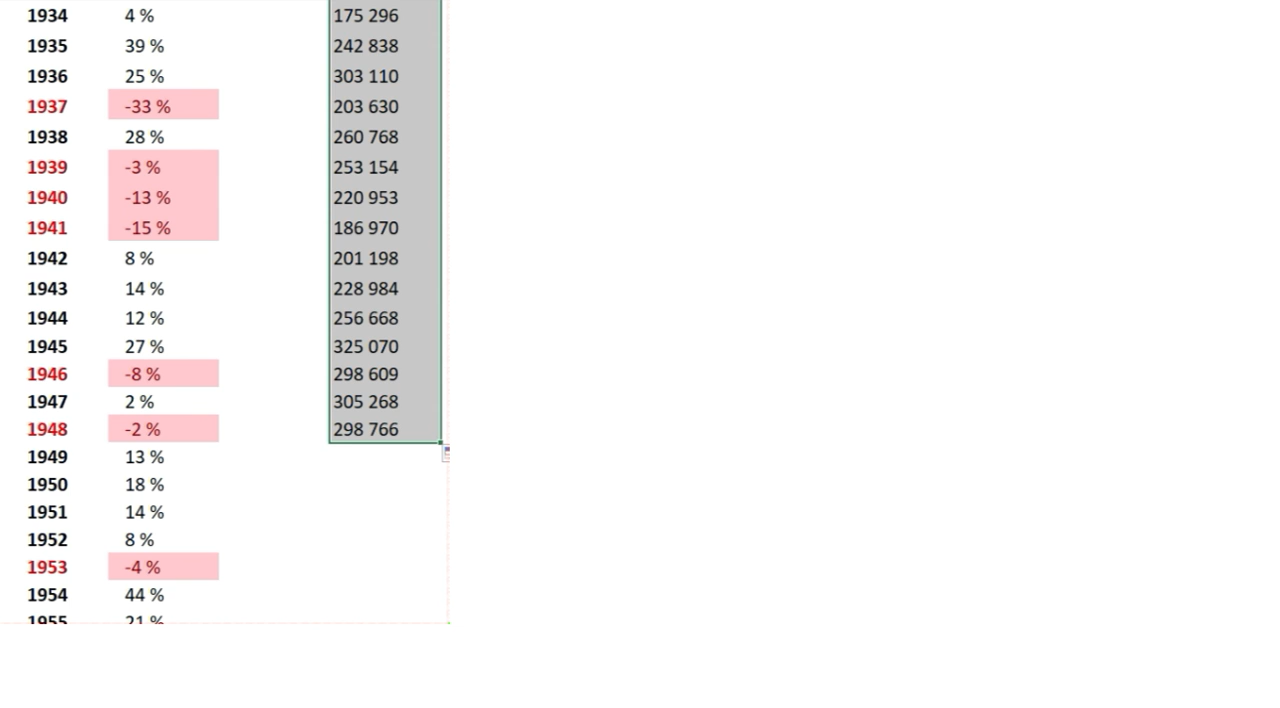 1934 4 % 175 296
1935 39 % 242 838
1936 25 % 303 110
1937 -33 % 203 630
1938 28 % 260 768
1939 -3 % 253 154
1940 -13 % 220 953
1941 -15 % 186 970
1942 8 % 201 198
1943 14 % 228 984
1944 12 % 256 668
1945 27 % 325 070
1946 -8 % 298 609
1947 2 % 305 268
1948 -2 % 298 766
1949 13 %
1950 18 %
1951 14 %
1952 8 %
1953 -4 %
1954 44 %
1955 21 %